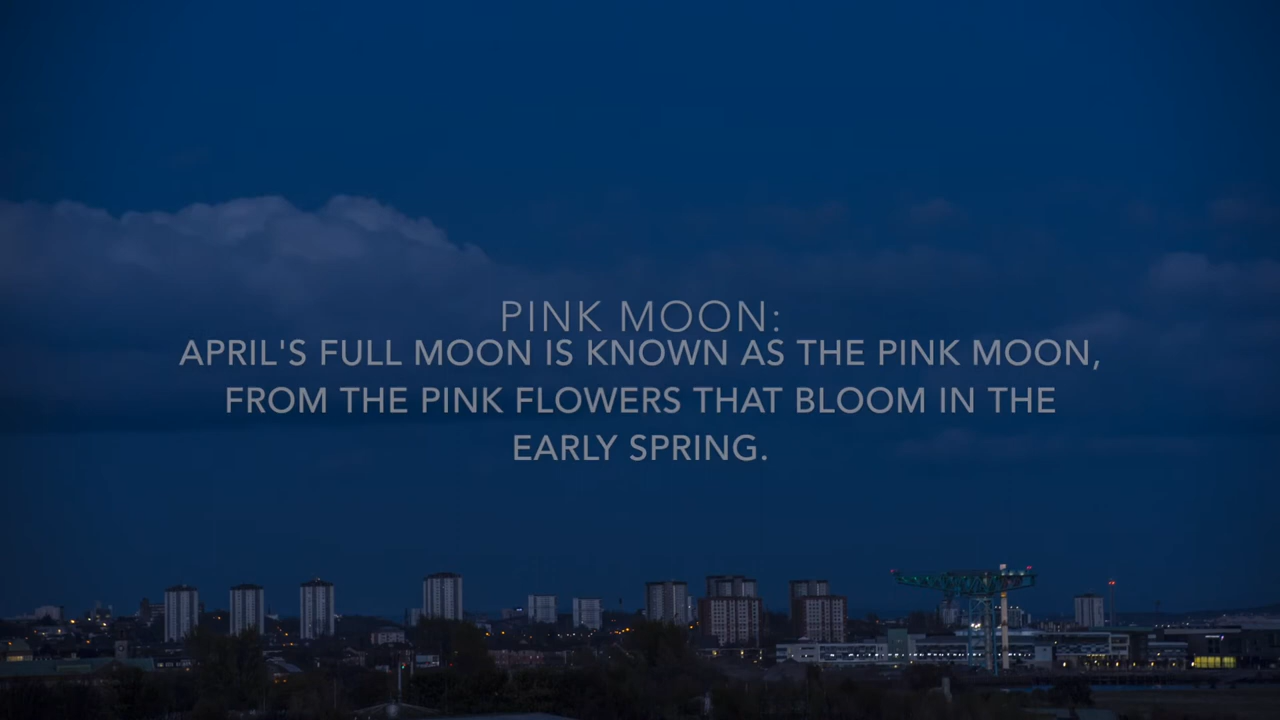 PINK MOON:
APRIL'S FULL MOON IS KNOWN AS THE PINK MOON,
FROM THE PINK FLOWERS THAT BLOOM IN THE
EARLY SPRING.